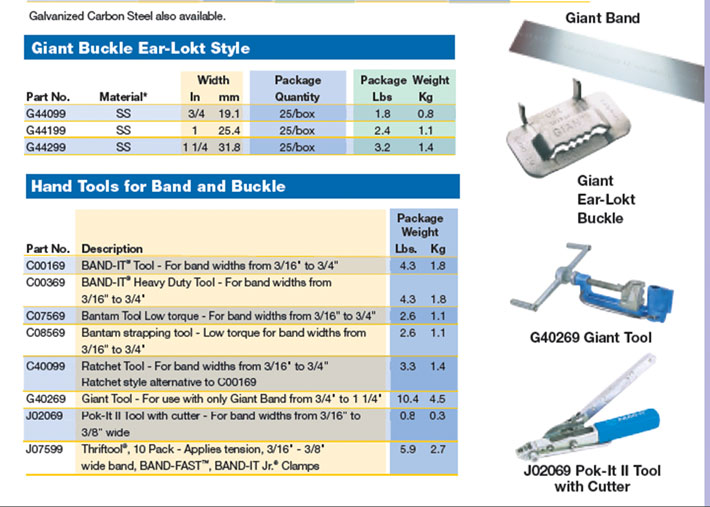 Galvanized Carbon Steel also available.
Giant Band
Giant Buckle Ear-Lokt Style
Width Package Package Weight
Part No. Material* In mm Quantity Lbs Kg
G44099 SS 3/4 19.1 25/box 1.8 0.8
G44199 SS 1 25.4 25/box 2.4 1.1
G44299 SS 1 1/4 31.8 25/box 3.2 1.4
GIANT
Giant
Ear-Lokt
Buckle
Hand Tools for Band and Buckle
Package
Weight
Part No. Description Lbs. Kg
C00169 BAND-IT® Tool - For band widths from 3/16" to 3/4" 4.3 1.8
C00369 BAND-IT® Heavy Duty Tool - For band widths from
3/16" to 3/4" 4.3 1.8
C07569 Bantam Tool Low torque - For band widths from 3/16" to 3/4" 2.6 1.1
C08569 Bantam strapping tool - Low torque for band widths from 2.6 1.1
3/16" to 3/4"
C40099 Ratchet Tool - For band widths from 3/16" to 3/4" 3.3 1.4
Ratchet style alternative to C00169
G40269 Giant Tool - For use with only Giant Band from 3/4" to 1 1/4" 10.4 4.5
J02069 Pok-It II Tool with cutter - For band widths from 3/16" to 0.8 0.3
3/8" wide
J07599 Thriftool®, 10 Pack - Applies tension, 3/16" - 3/8" 5.9 2.7
wide band, BAND-FAST™, BAND-IT Jr.® Clamps
G40269 Giant Tool
J02069 Pok-It II Tool
with Cutter